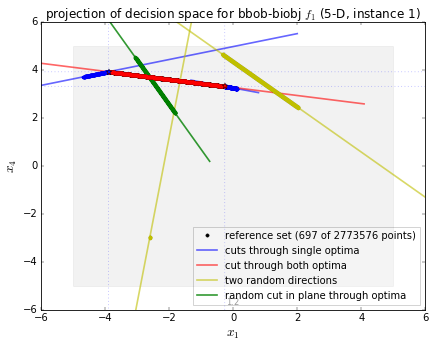 projection of decision space for bbob-biobj f₁ (5-D, instance 1)
6
4
2
0
−2
−4
−6
x₄
reference set (697 of 2773576 points)
cuts through single optima
cut through both optima
two random directions
random cut in plane through optima
1.2
−6
−4
−2
0
2
4
6
x₁